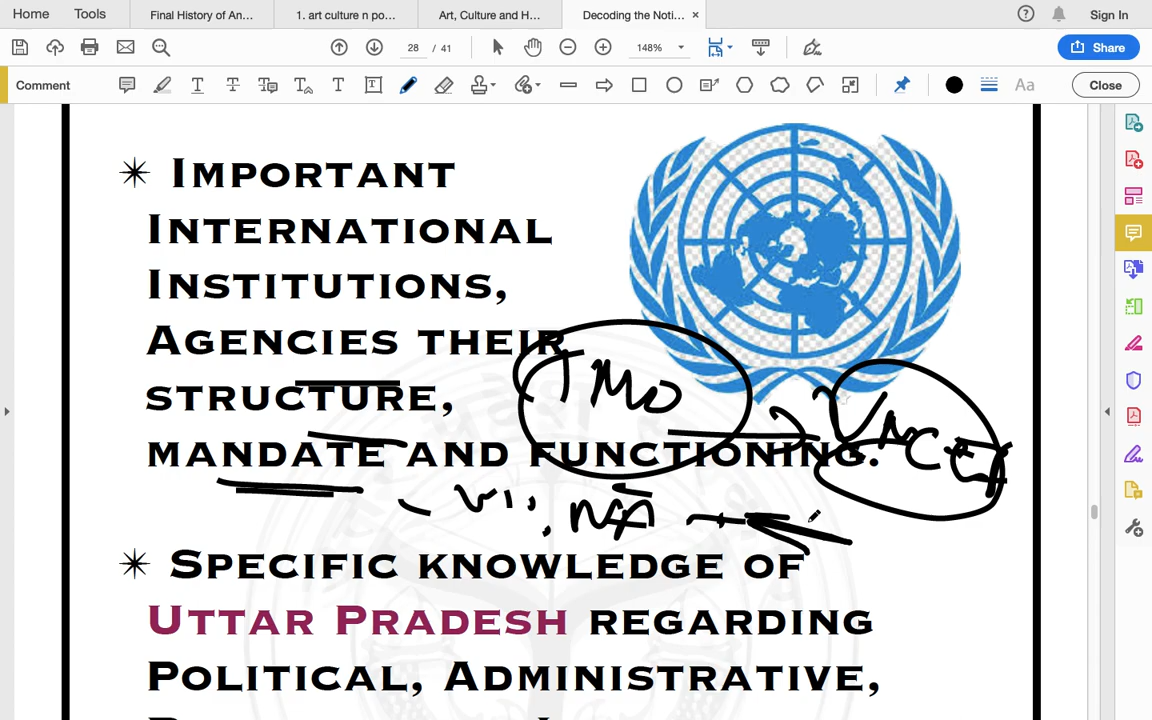 Home Tools Final History of An... 1. art culture n po... Art, Culture and H... Decoding the Noti... × Sign In
28 / 41 148% Share
Comment Aa Close
IMPORTANT
INTERNATIONAL
INSTITUTIONS,
AGENCIES THEIR
STRUCTURE,
MANDATE AND FUNCTIONING.
SPECIFIC KNOWLEDGE OF
UTTAR PRADESH REGARDING
POLITICAL, ADMINISTRATIVE,